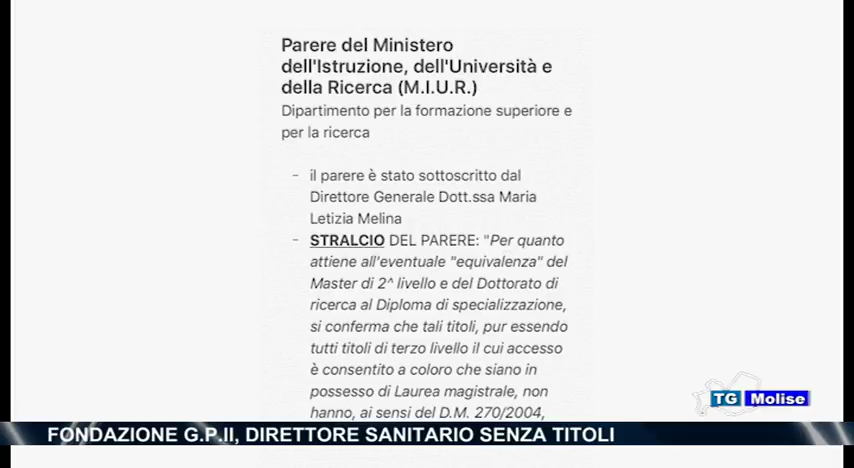 Parere del Ministero
dell'Istruzione, dell'Università e
della Ricerca (M.I.U.R.)
Dipartimento per la formazione superiore e
per la ricerca
- il parere è stato sottoscritto dal
Direttore Generale Dott.ssa Maria
Letizia Melina
- STRALCIO DEL PARERE: "Per quanto
attiene all'eventuale "equivalenza" del
Master di 2^ livello e del Dottorato di
ricerca al Diploma di specializzazione,
si conferma che tali titoli, pur essendo
tutti titoli di terzo livello il cui accesso
è consentito a coloro che siano in
possesso di Laurea magistrale, non
hanno, ai sensi del D.M. 270/2004,
TG Molise
FONDAZIONE G.P.II, DIRETTORE SANITARIO SENZA TITOLI